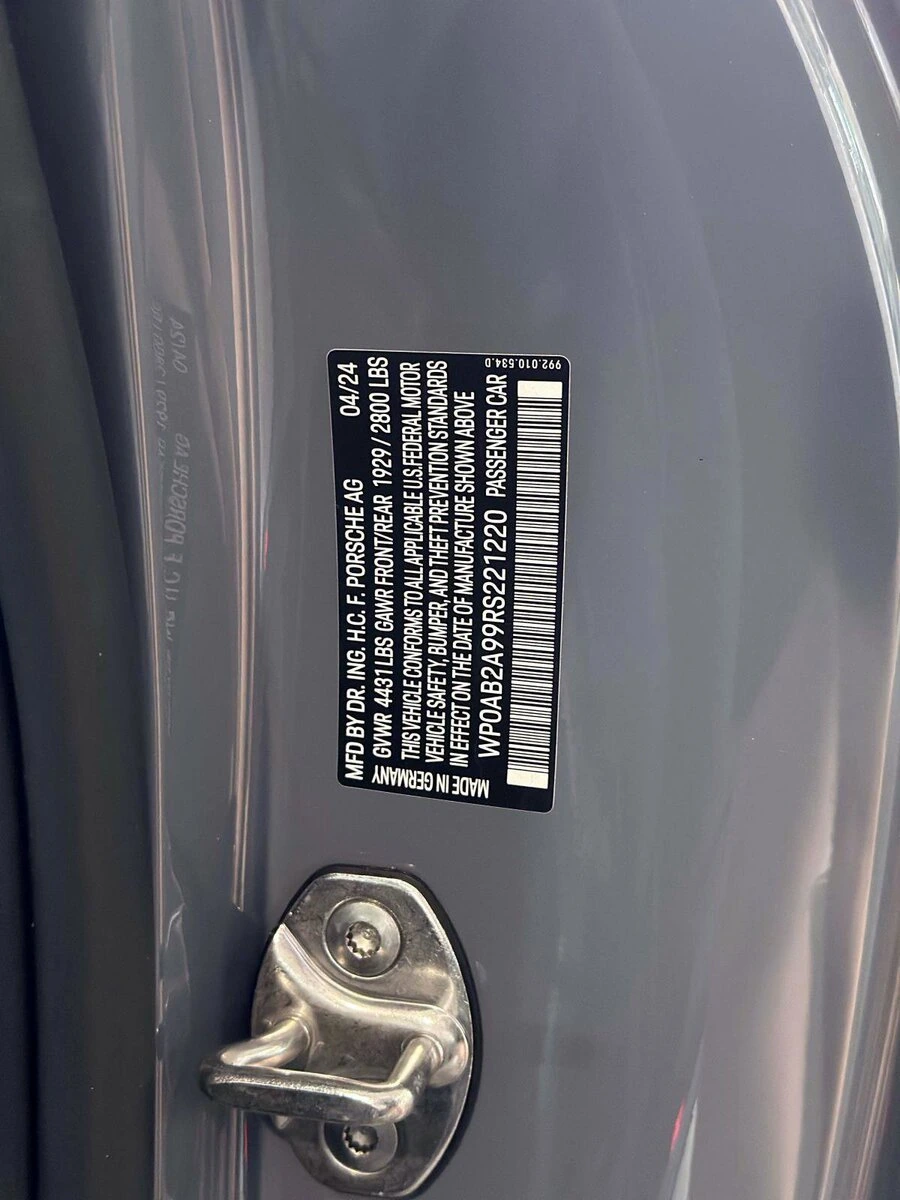 MFD BY DR. ING. H.C. F. PORSCHE AG 04/24
GVWR 4431 LBS GAWR FRONT/REAR 1929 / 2800 LBS
THIS VEHICLE CONFORMS TO ALL APPLICABLE U.S. FEDERAL MOTOR
VEHICLE SAFETY, BUMPER, AND THEFT PREVENTION STANDARDS
IN EFFECT ON THE DATE OF MANUFACTURE SHOWN ABOVE
WP0AB2A99RS221220 PASSENGER CAR
MADE IN GERMANY
992.010.534.D